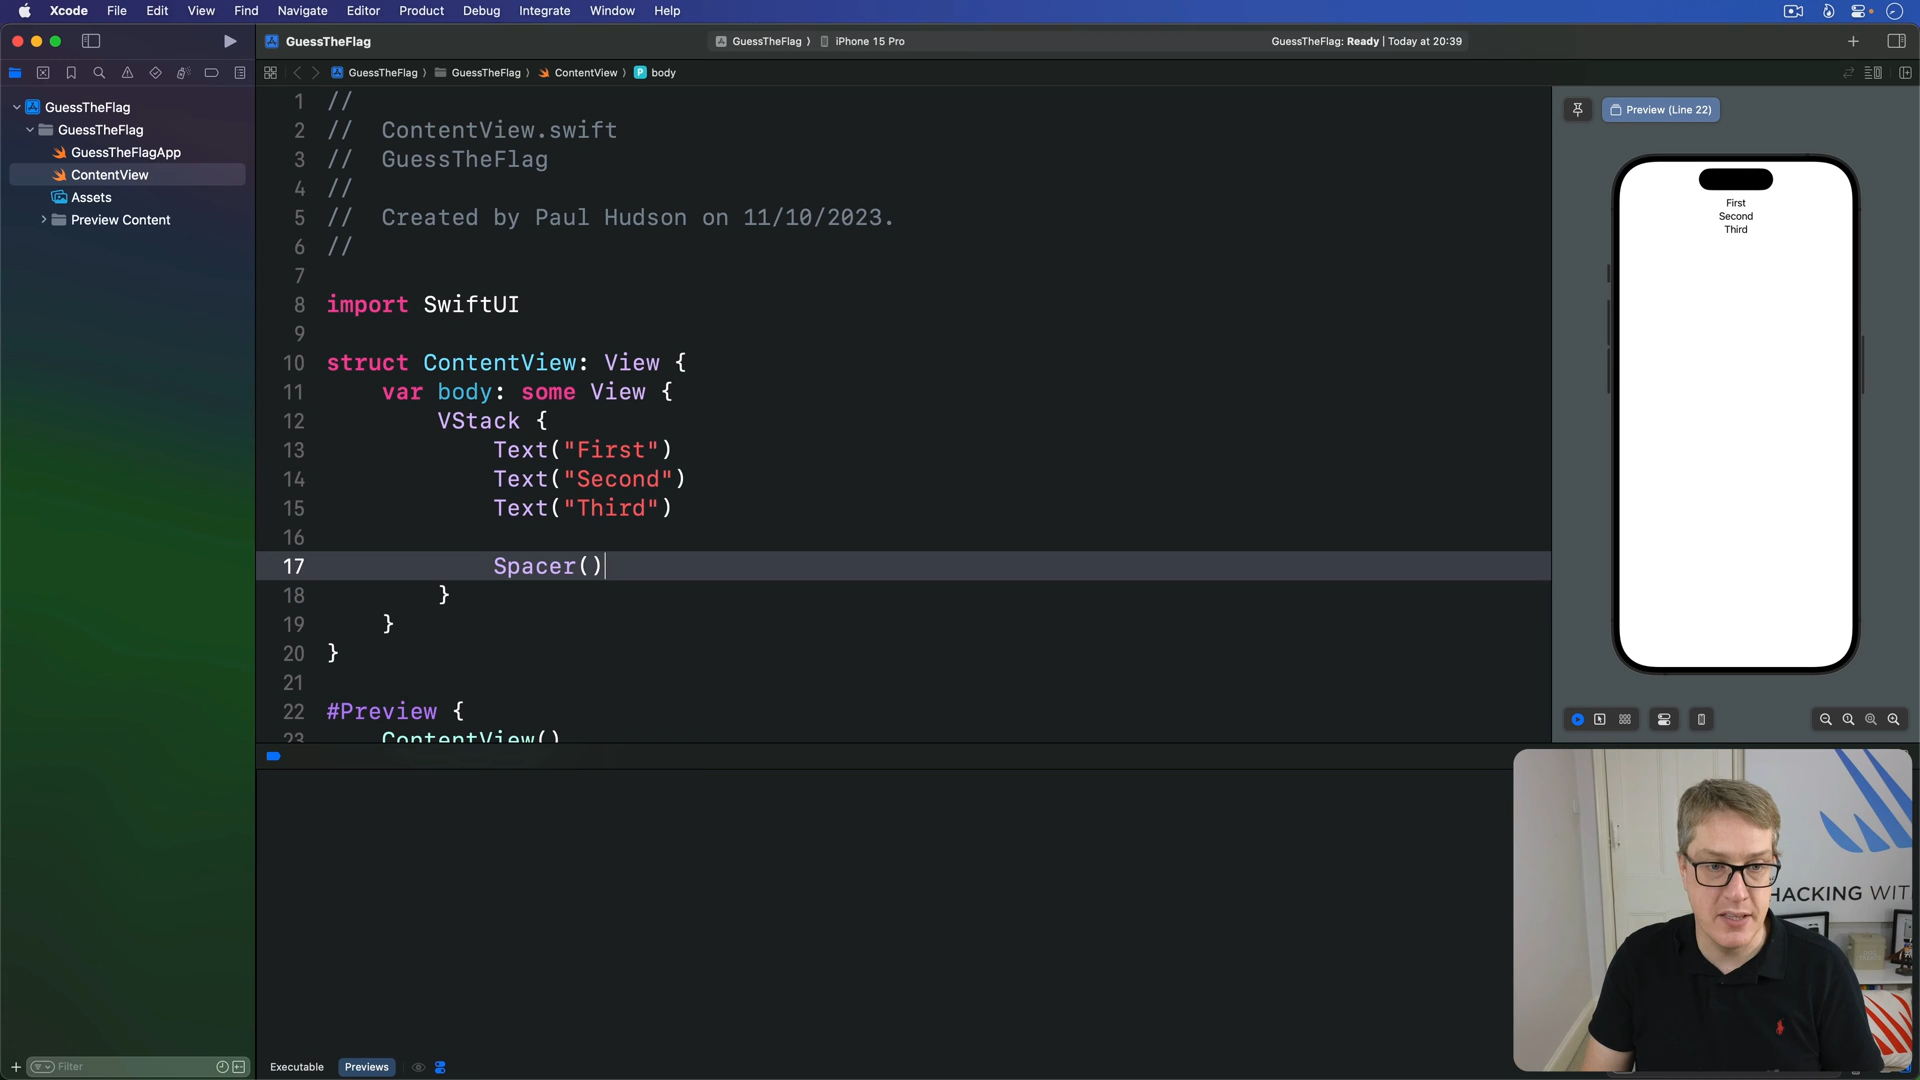 Xcode File Edit View Find Navigate Editor Product Debug Integrate Window Help
GuessTheFlag
GuessTheFlag 〉 iPhone 15 Pro
GuessTheFlag: Ready | Today at 20:39
GuessTheFlag 〉 GuessTheFlag 〉 ContentView 〉 P body
GuessTheFlag
GuessTheFlag
GuessTheFlagApp
ContentView
Assets
Preview Content
1 //
2 //  ContentView.swift
3 //  GuessTheFlag
4 //
5 //  Created by Paul Hudson on 11/10/2023.
6 //
7
8 import SwiftUI
9
10 struct ContentView: View {
11     var body: some View {
12         VStack {
13             Text("First")
14             Text("Second")
15             Text("Third")
16
17             Spacer()
18         }
19     }
20 }
21
22 #Preview {
23     ContentView()
Preview (Line 22)
First
Second
Third
HACKING WIT
Filter
Executable Previews